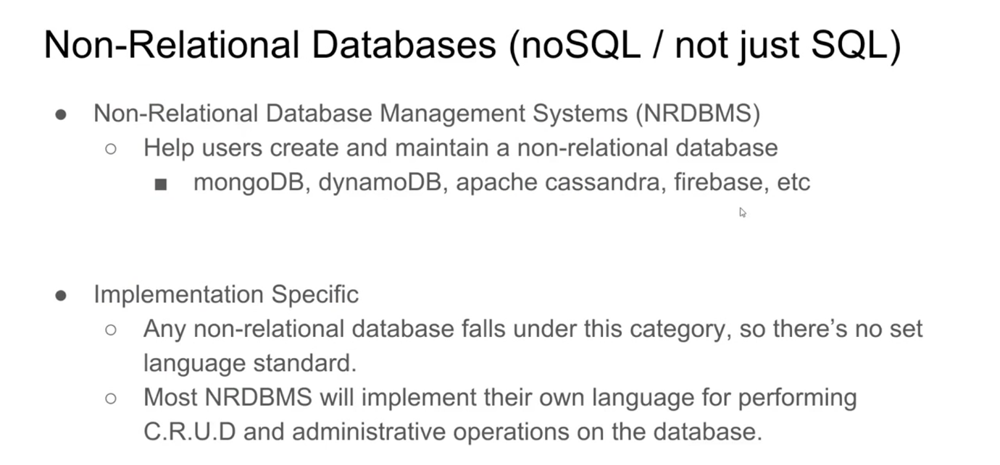 Non-Relational Databases (noSQL / not just SQL)
● Non-Relational Database Management Systems (NRDBMS)
○ Help users create and maintain a non-relational database
■ mongoDB, dynamoDB, apache cassandra, firebase, etc
● Implementation Specific
○ Any non-relational database falls under this category, so there’s no set
language standard.
○ Most NRDBMS will implement their own language for performing
C.R.U.D and administrative operations on the database.